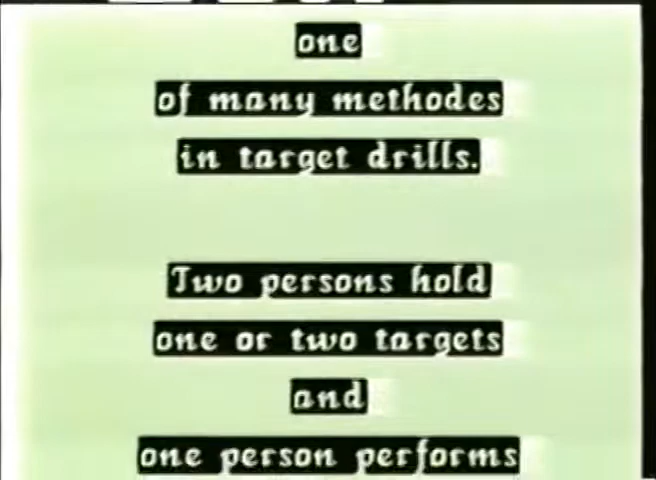 one
of many methodes
in target drills.
Two persons hold
one or two targets
and
one person performs